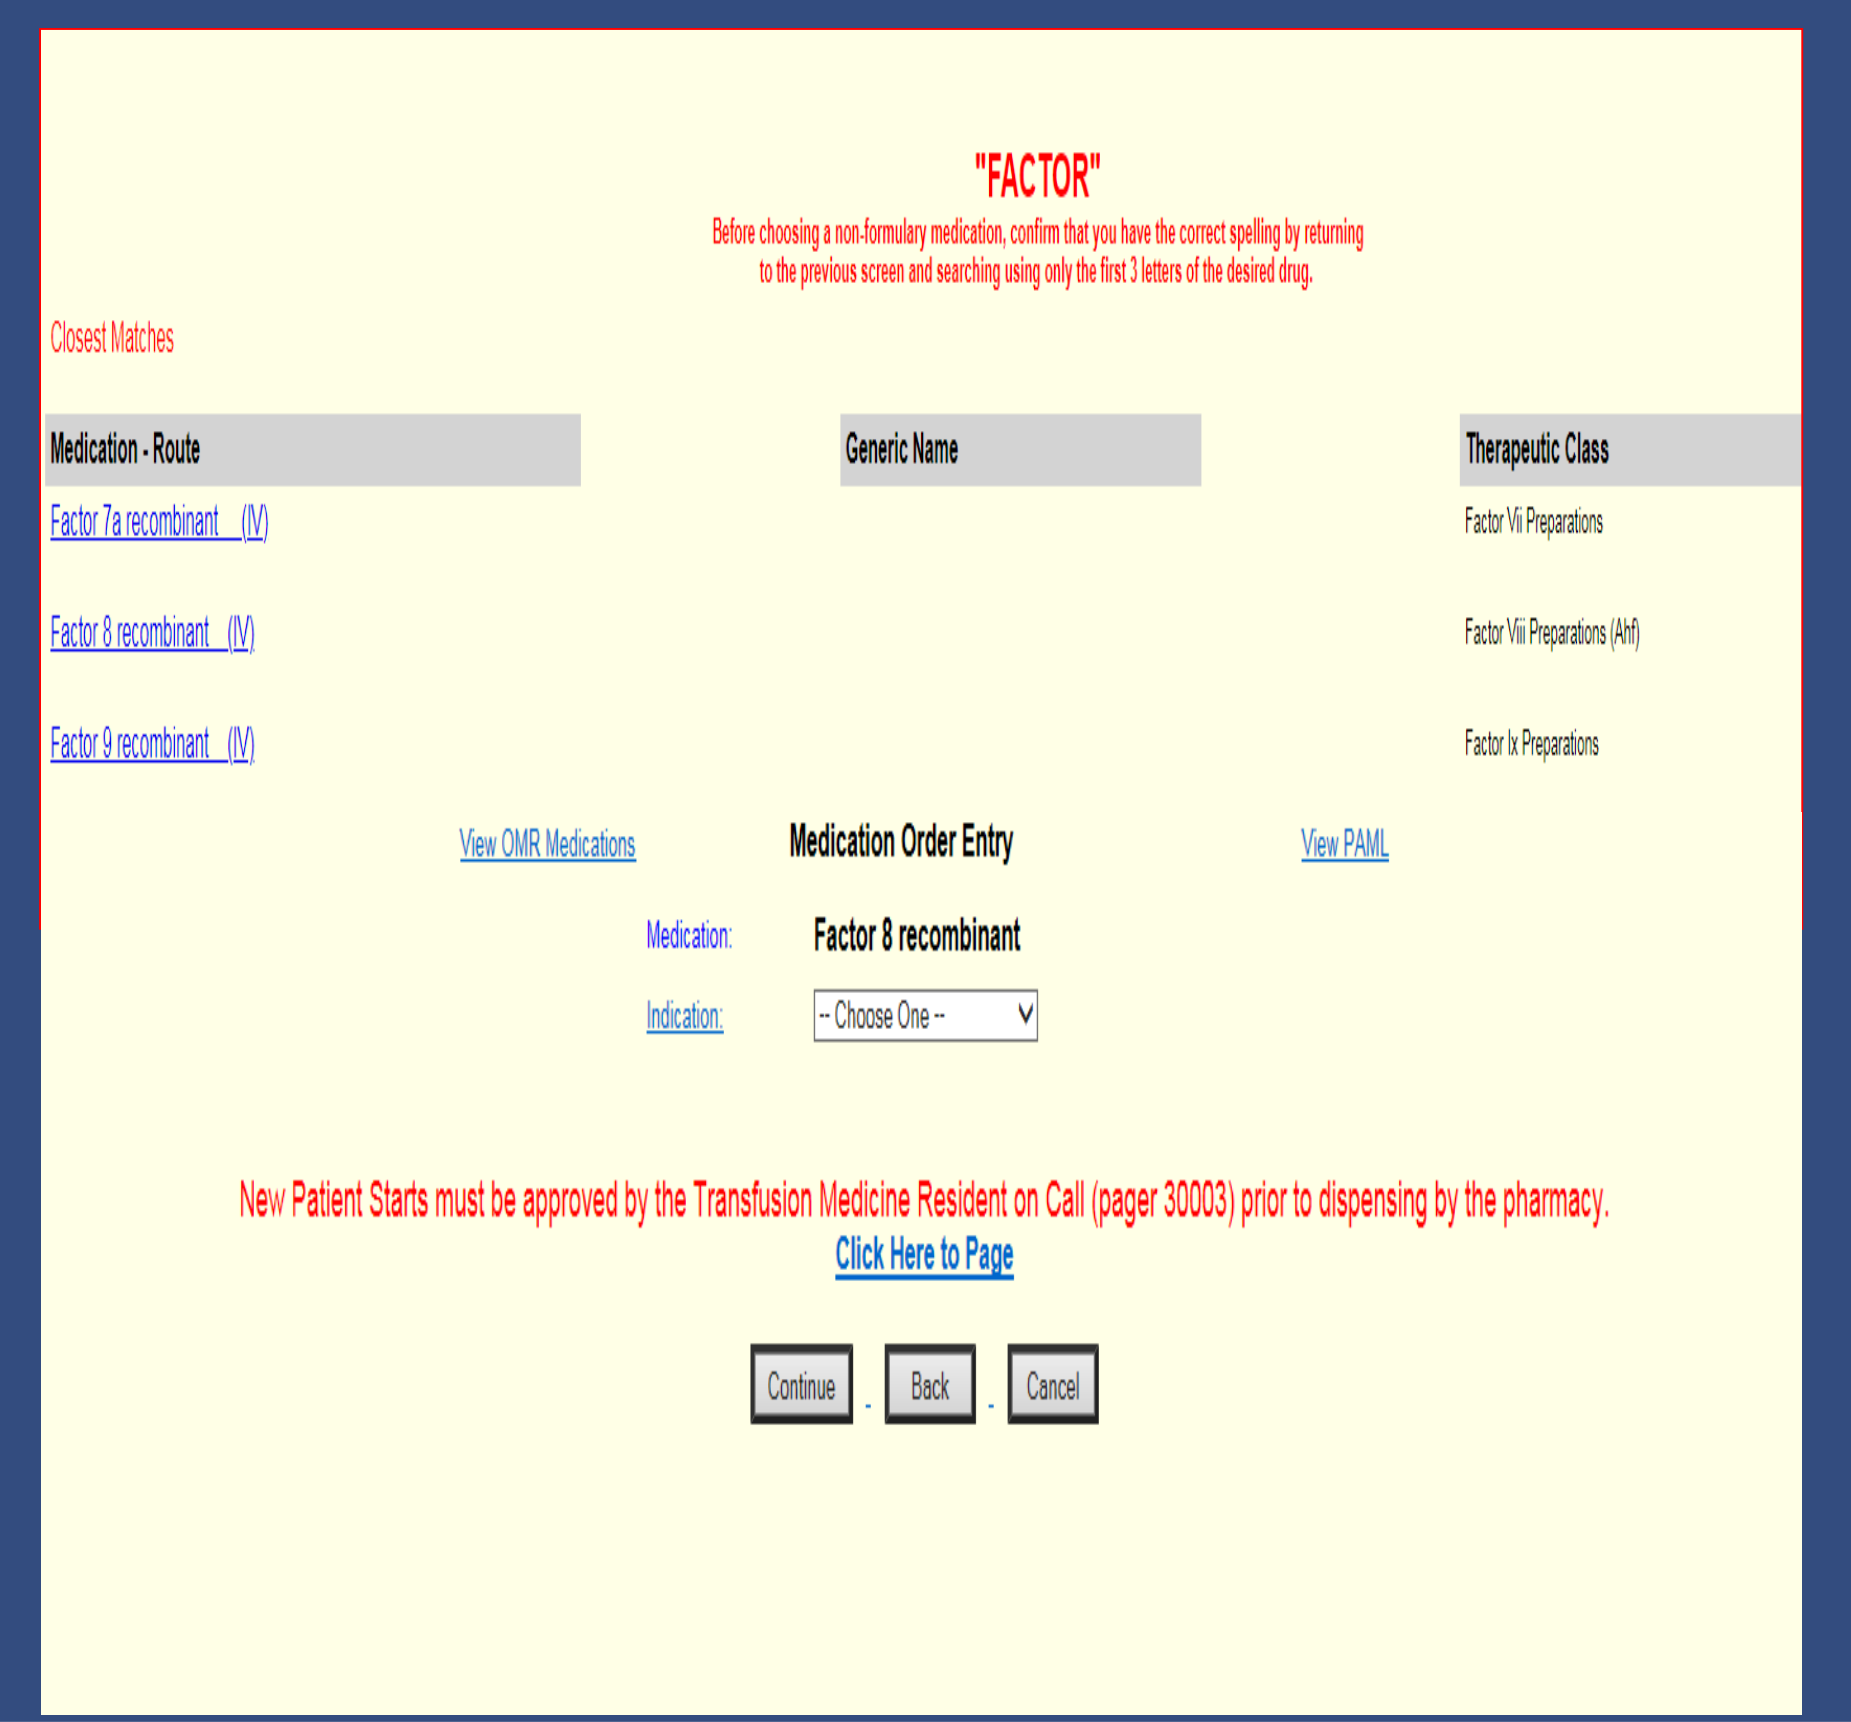 "FACTOR"
Before choosing a non-formulary medication, confirm that you have the correct spelling by returning
to the previous screen and searching using only the first 3 letters of the desired drug.
Closest Matches
Medication - Route Generic Name Therapeutic Class
Factor 7a recombinant (IV) Factor Vii Preparations
Factor 8 recombinant (IV) Factor Viii Preparations (Ahf)
Factor 9 recombinant (IV) Factor Ix Preparations
View OMR Medications Medication Order Entry View PAML
Medication: Factor 8 recombinant
Indication: -- Choose One --
New Patient Starts must be approved by the Transfusion Medicine Resident on Call (pager 30003) prior to dispensing by the pharmacy.
Click Here to Page
Continue - Back - Cancel